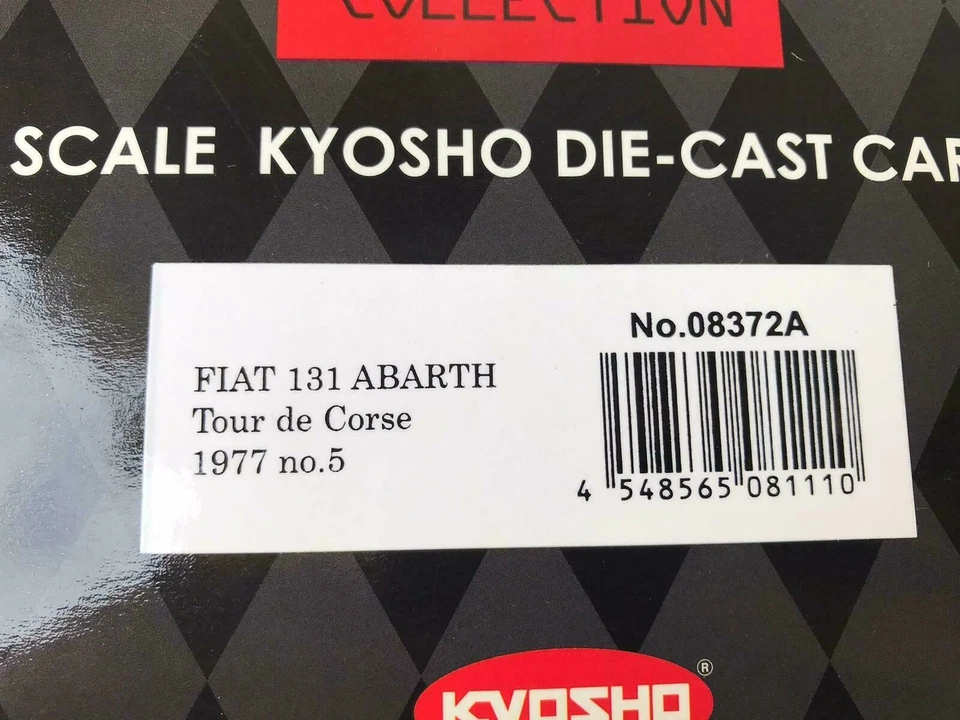 COLLECTION
SCALE KYOSHO DIE-CAST CAR
No.08372A
FIAT 131 ABARTH
Tour de Corse
1977 no.5
4 548565 081110
KYOSHO ®